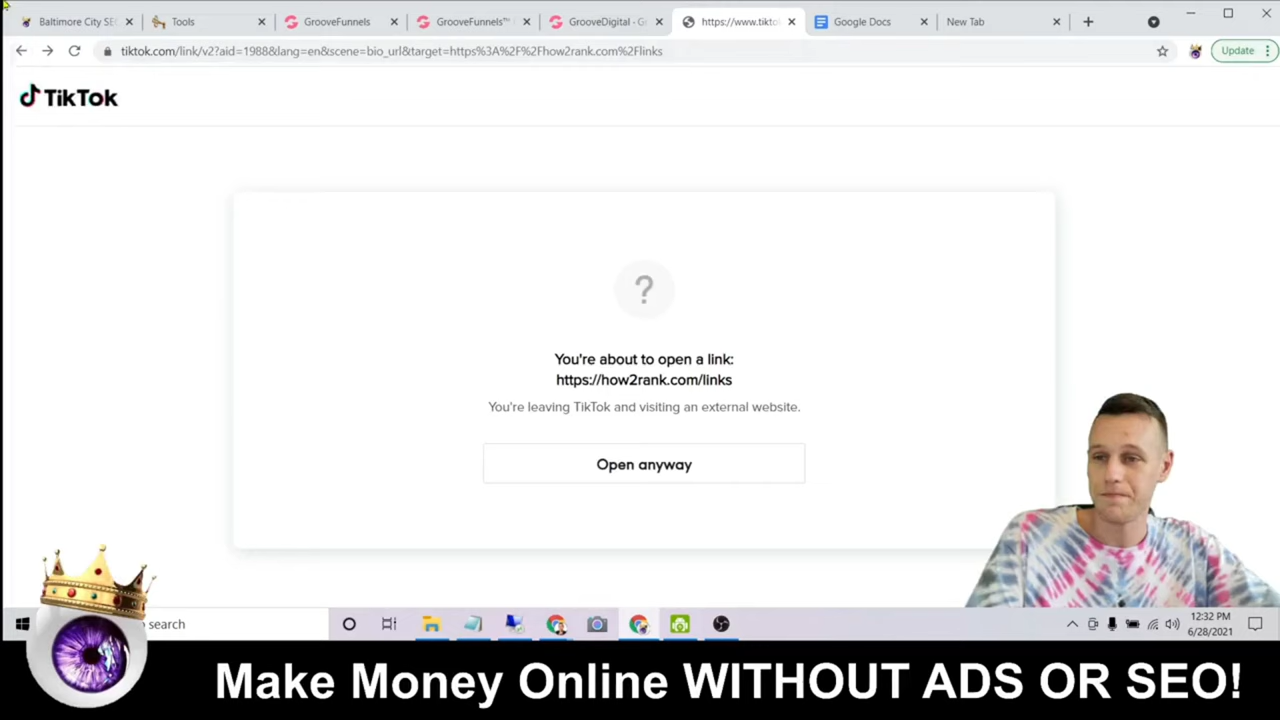 Baltimore City SE
Tools
GrooveFunnels
GrooveFunnels™
GrooveDigital - G
https://www.tikto
Google Docs
New Tab
tiktok.com/link/v2?aid=1988&lang=en&scene=bio_url&target=https%3A%2F%2Fhow2rank.com%2Flinks
Update
TikTok
?
You're about to open a link:
https://how2rank.com/links
You're leaving TikTok and visiting an external website.
Open anyway
search
12:32 PM
6/28/2021
Make Money Online WITHOUT ADS OR SEO!